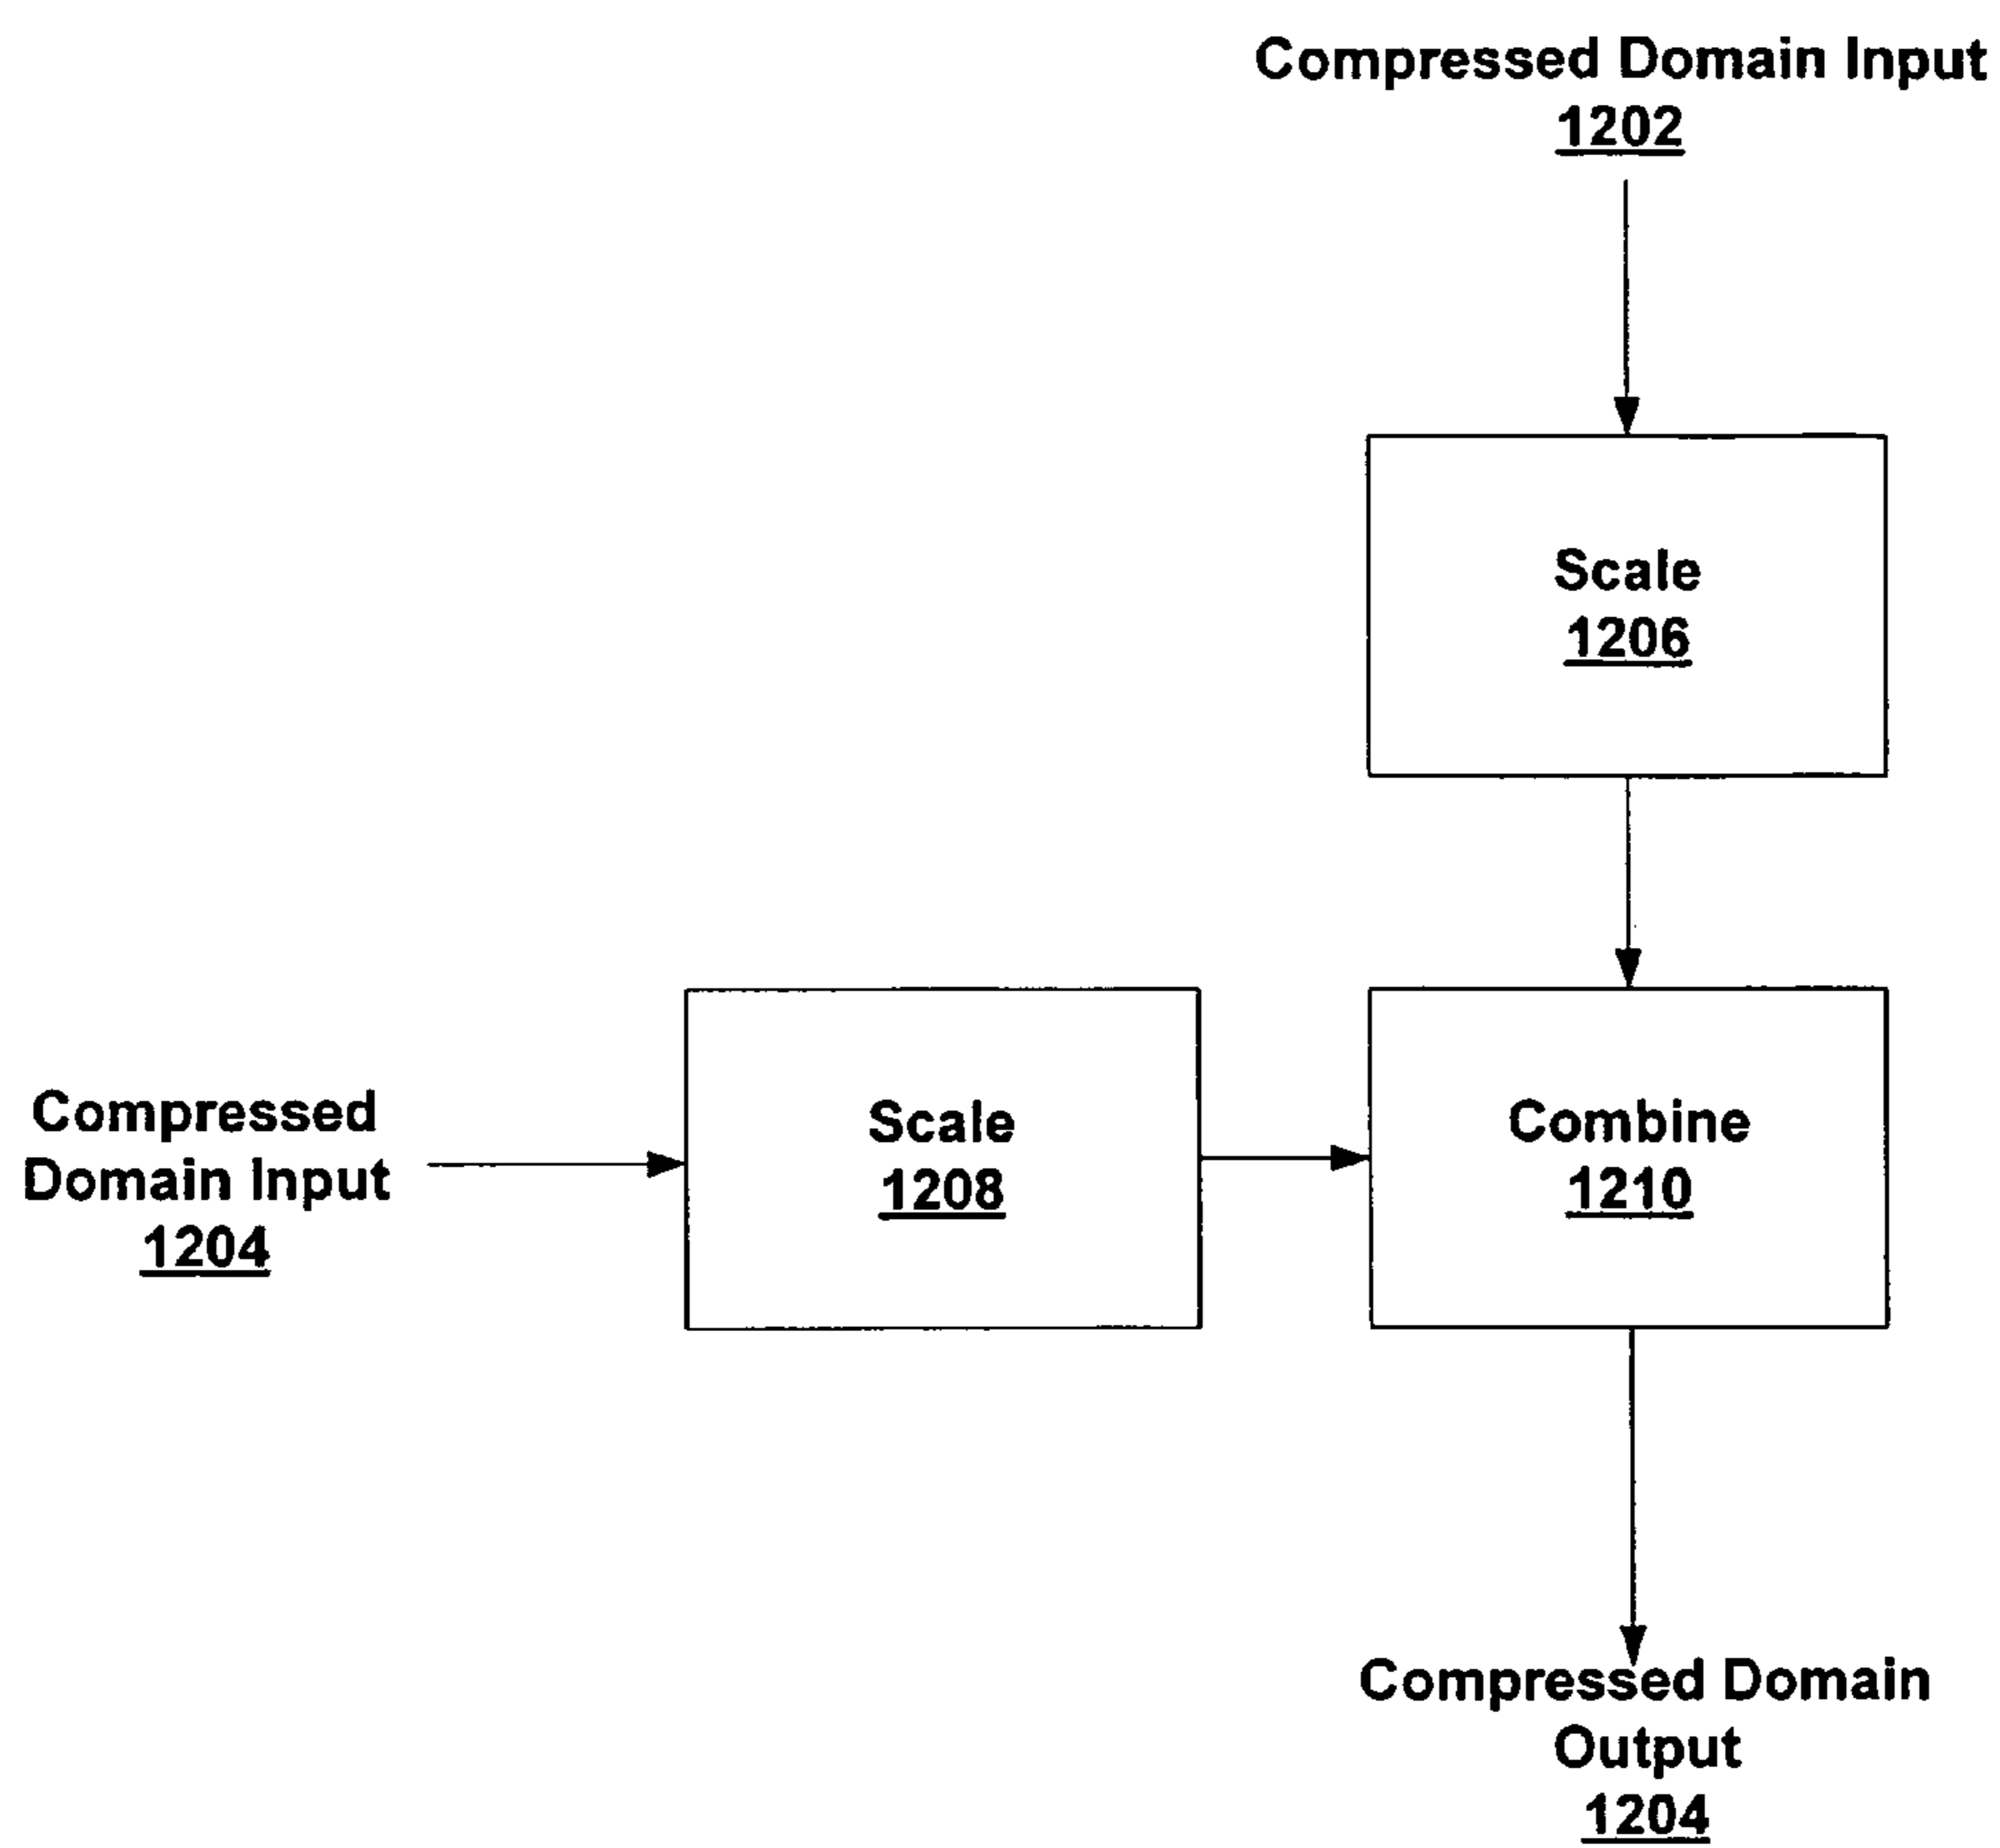 Compressed Domain Input
1202
Scale
1206
Compressed
Domain Input
1204
Scale
1208
Combine
1210
Compressed Domain
Output
1204